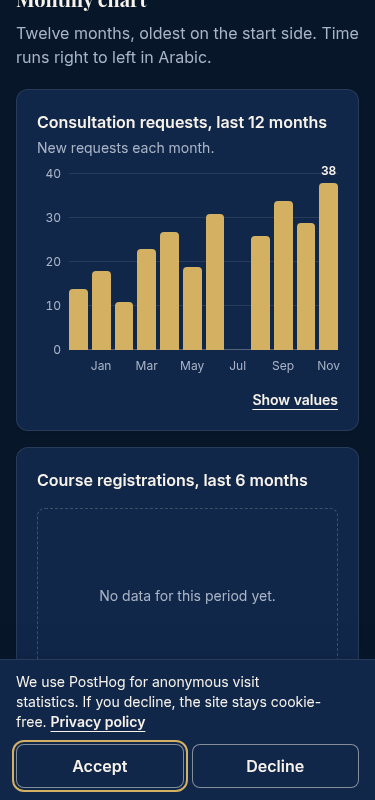 Monthly chart
Twelve months, oldest on the start side. Time
runs right to left in Arabic.
Consultation requests, last 12 months
New requests each month.
38
40
30
20
10
0
Jan Mar May Jul Sep Nov
Show values
Course registrations, last 6 months
No data for this period yet.
We use PostHog for anonymous visit
statistics. If you decline, the site stays cookie-
free. Privacy policy
Accept Decline